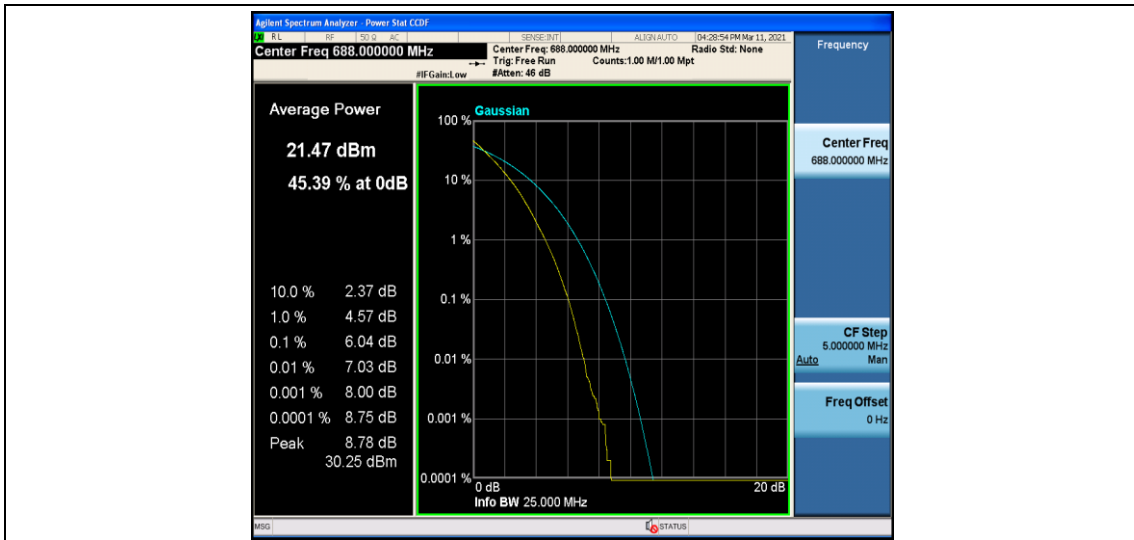 Agilent Spectrum Analyzer - Power Stat CCDF
RL RF 50 Ω AC SENSE:INT ALIGN AUTO 04:28:54 PM Mar 11, 2021
Center Freq 688.000000 MHz
Center Freq: 688.000000 MHz Radio Std: None
Trig: Free Run Counts:1.00 M/1.00 Mpt
#IFGain:Low #Atten: 46 dB
Frequency
Average Power
21.47 dBm
45.39 % at 0dB
10.0 % 2.37 dB
1.0 % 4.57 dB
0.1 % 6.04 dB
0.01 % 7.03 dB
0.001 % 8.00 dB
0.0001 % 8.75 dB
Peak 8.78 dB
30.25 dBm
Gaussian
100 %
10 %
1 %
0.1 %
0.01 %
0.001 %
0.0001 %
0 dB 20 dB
Info BW 25.000 MHz
Center Freq
688.000000 MHz
CF Step
5.000000 MHz
Auto Man
Freq Offset
0 Hz
MSG STATUS